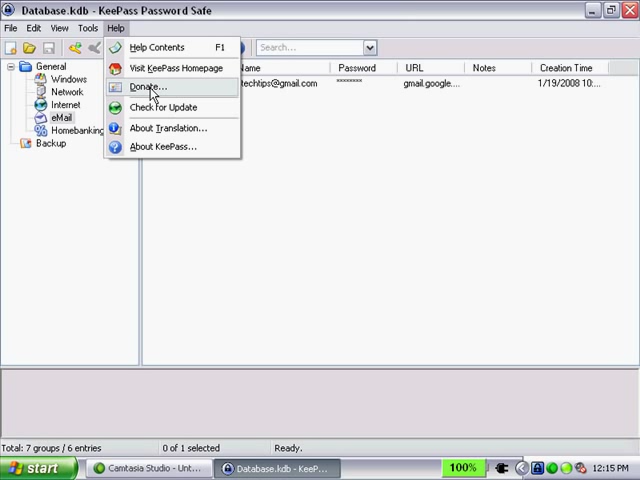 Database.kdb - KeePass Password Safe
File Edit View Tools Help
Search...
Help Contents F1
Visit KeePass Homepage
Donate...
Check for Update
About Translation...
About KeePass...
General
Windows
Network
Internet
eMail
Homebanking
Backup
Name Password URL Notes Creation Time
techtips@gmail.com ******** gmail.google.... 1/19/2008 10:...
Total: 7 groups / 6 entries 0 of 1 selected Ready.
start Camtasia Studio - Unt... Database.kdb - KeeP... 100% 12:15 PM